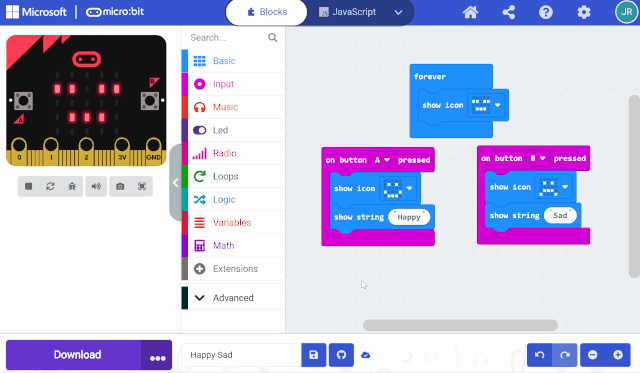 Microsoft micro:bit Blocks JavaScript JR
B
A
0 1 2 3V GND
Search...
Basic
Input
Music
Led
Radio
Loops
Logic
Variables
Math
Extensions
Advanced
forever
show icon
on button A pressed
show icon
show string "Happy"
on button B pressed
show icon
show string "Sad"
Download
Happy Sad